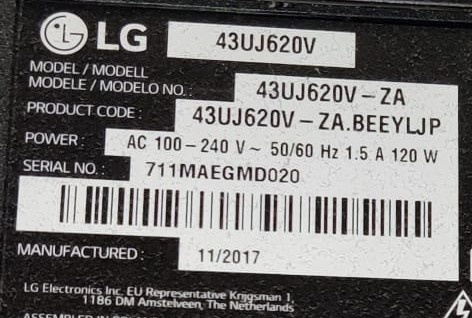 LG 43UJ620V
MODEL / MODELL
MODELE / MODELO NO.: 43UJ620V – ZA
PRODUCT CODE : 43UJ620V – ZA.BEEYLJP
POWER : AC 100 – 240 V ~ 50/60 Hz 1.5 A 120 W
SERIAL NO. : 711MAEGMD020
MANUFACTURED : 11/2017
LG Electronics Inc. EU Representative Krijgsman 1,
1186 DM Amstelveen, The Netherlands
ASSEMBLED IN